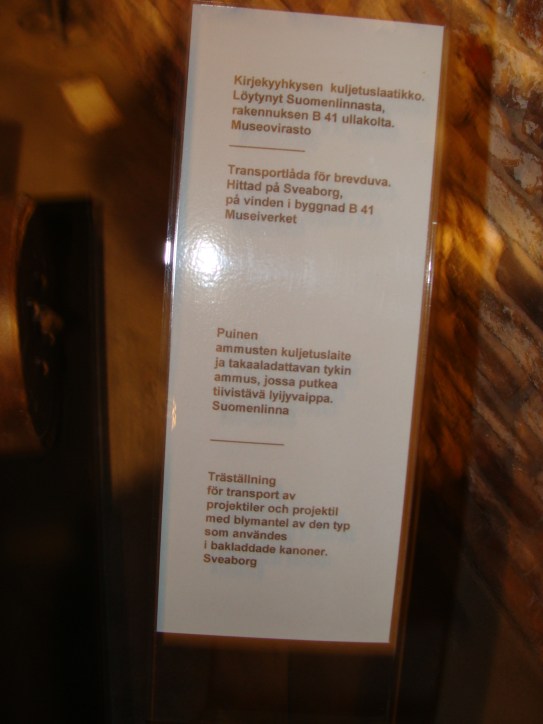 Kirjekyyhkysen kuljetuslaatikko.
Löytynyt Suomenlinnasta,
rakennuksen B 41 ullakolta.
Museovirasto
Transportlåda för brevduva.
Hittad på Sveaborg,
på vinden i byggnad B 41
Museiverket
Puinen
ammusten kuljetuslaite
ja takaaladattavan tykin
ammus, jossa putkea
tiivistävä lyijyvaippa.
Suomenlinna
Träställning
för transport av
projektiler och projektil
med blymantel av den typ
som användes
i bakladdade kanoner.
Sveaborg